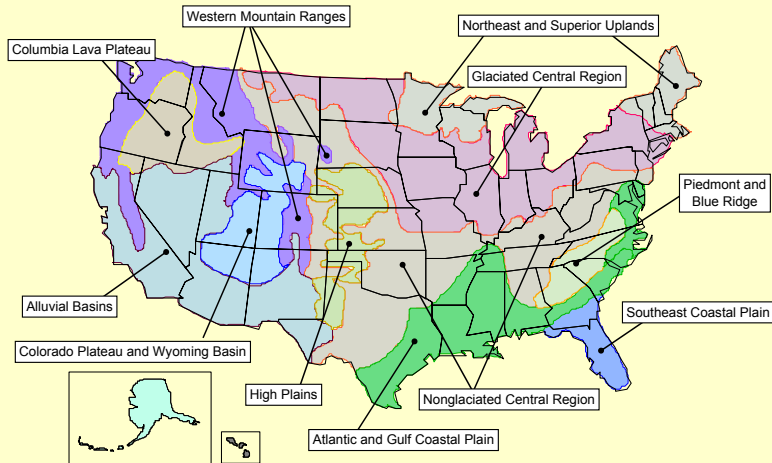 Western Mountain Ranges
Northeast and Superior Uplands
Columbia Lava Plateau
Glaciated Central Region
Piedmont and
Blue Ridge
Alluvial Basins
Southeast Coastal Plain
Colorado Plateau and Wyoming Basin
High Plains
Nonglaciated Central Region
Atlantic and Gulf Coastal Plain